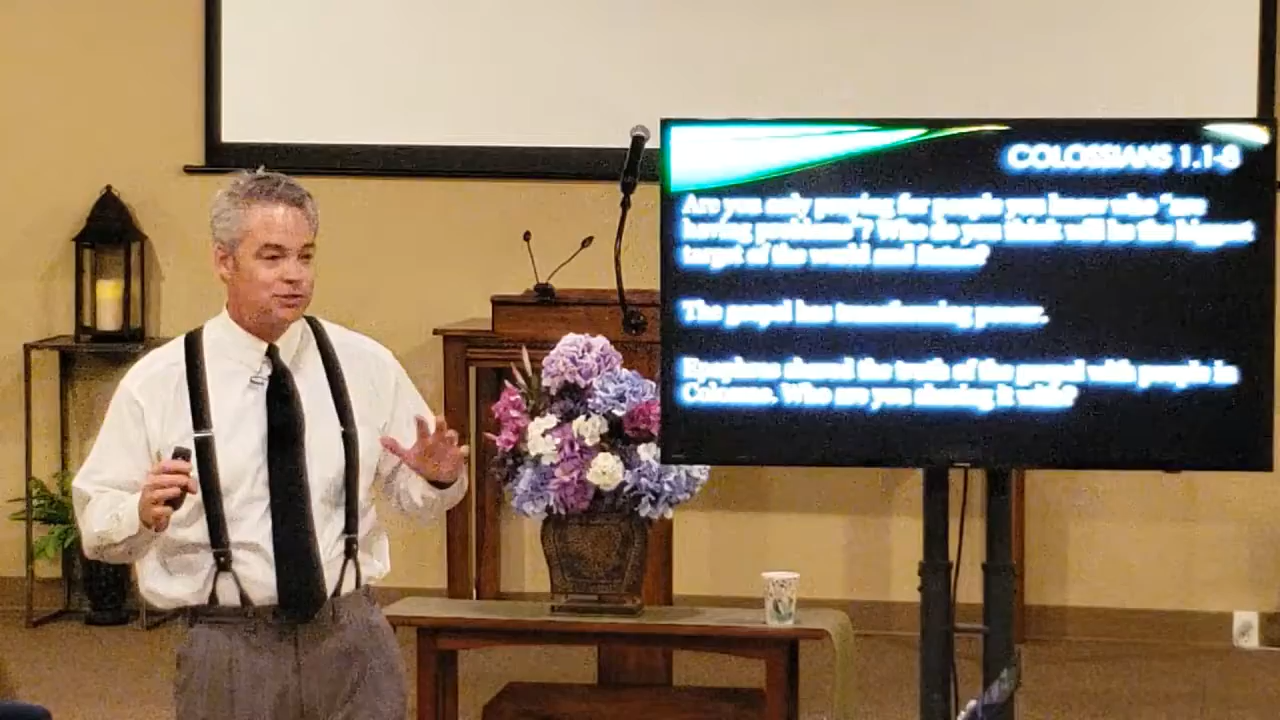 COLOSSIANS 1.1-8
Are you only praying for people you know who "are
having problems"? Who do you think will be the biggest
target of the world and Satan?
The gospel has transforming power.
Epaphras shared the truth of the gospel with people in
Colossae. Who are you sharing it with?